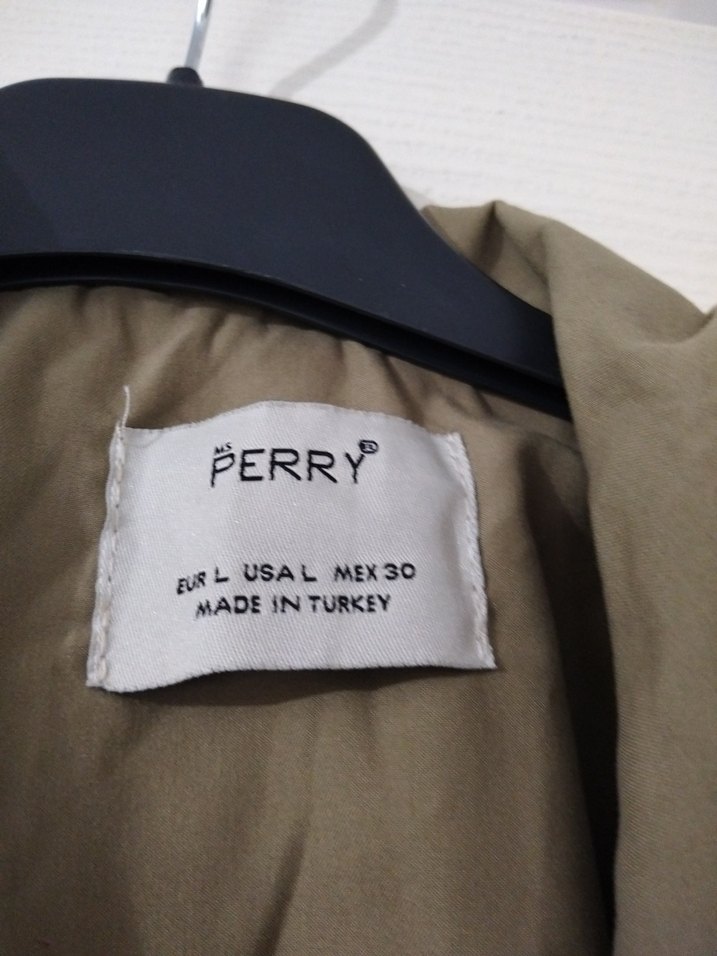 MS
PERRY
EUR L USA L MEX 30
MADE IN TURKEY